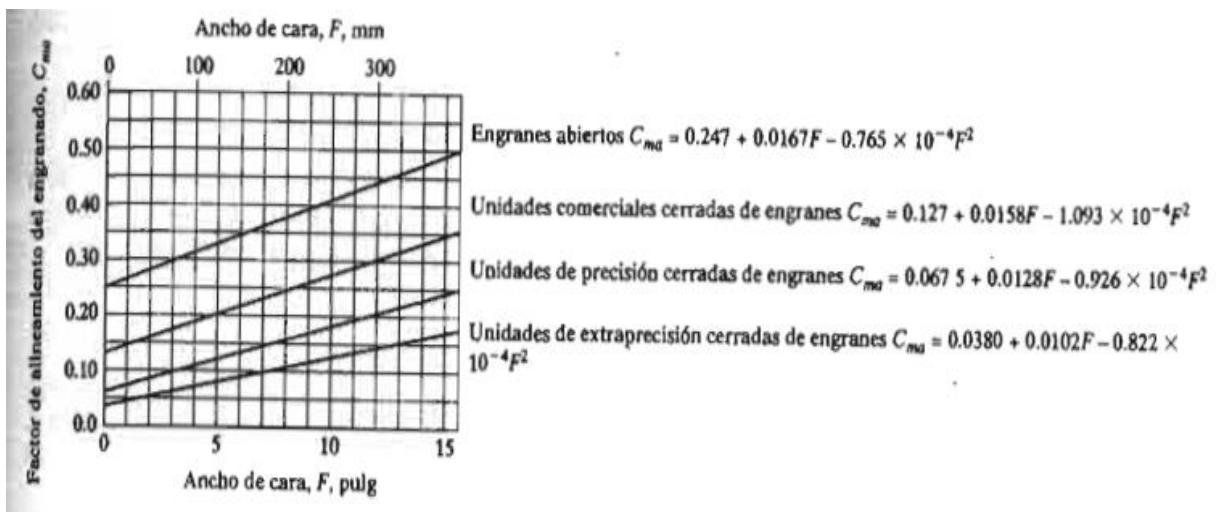 Ancho de cara, F, mm
0 100 200 300
Factor de alineamiento del engranado, Cma
0.60
0.50
0.40
0.30
0.20
0.10
0.0
0 5 10 15
Ancho de cara, F, pulg
Engranes abiertos Cma = 0.247 + 0.0167F – 0.765 × 10⁻⁴F²
Unidades comerciales cerradas de engranes Cma = 0.127 + 0.0158F – 1.093 × 10⁻⁴F²
Unidades de precisión cerradas de engranes Cma = 0.067 5 + 0.0128F – 0.926 × 10⁻⁴F²
Unidades de extraprecisión cerradas de engranes Cma = 0.0380 + 0.0102F – 0.822 ×
10⁻⁴F²